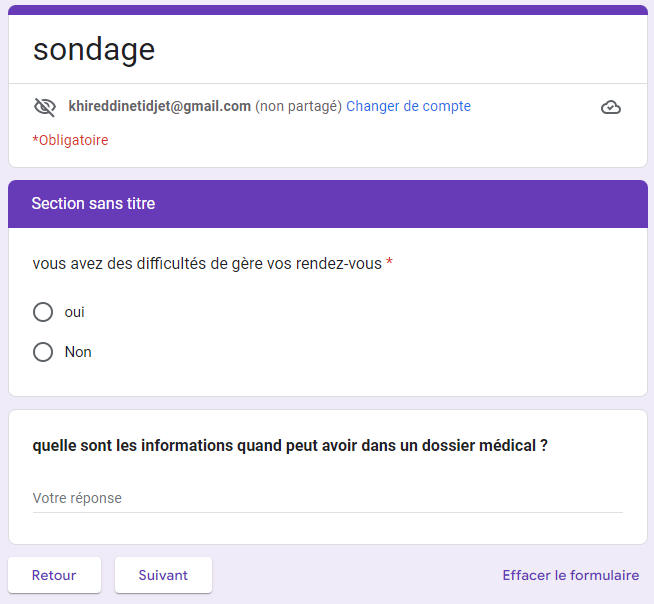 sondage
khireddinetidjet@gmail.com (non partagé) Changer de compte
*Obligatoire
Section sans titre
vous avez des difficultés de gère vos rendez-vous *
oui
Non
quelle sont les informations quand peut avoir dans un dossier médical ?
Votre réponse
Retour Suivant Effacer le formulaire